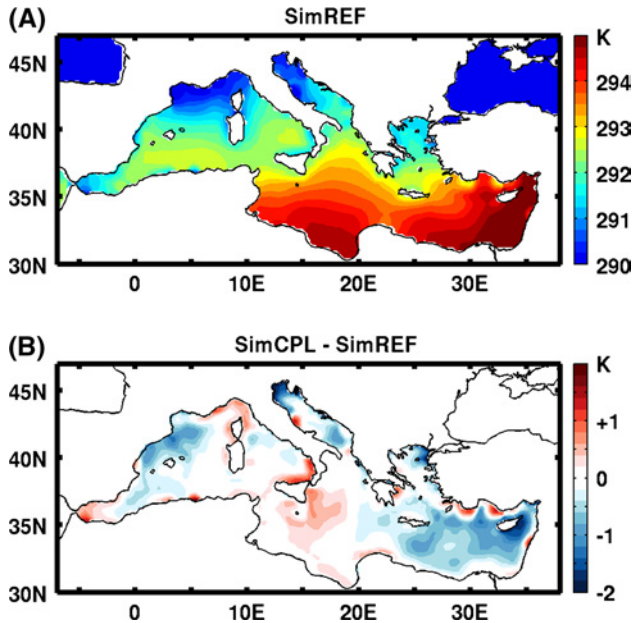 (A)
SimREF
45N
40N
35N
30N
0
10E
20E
30E
K
294
293
292
291
290
(B)
SimCPL - SimREF
45N
40N
35N
30N
0
10E
20E
30E
K
+1
0
-1
-2